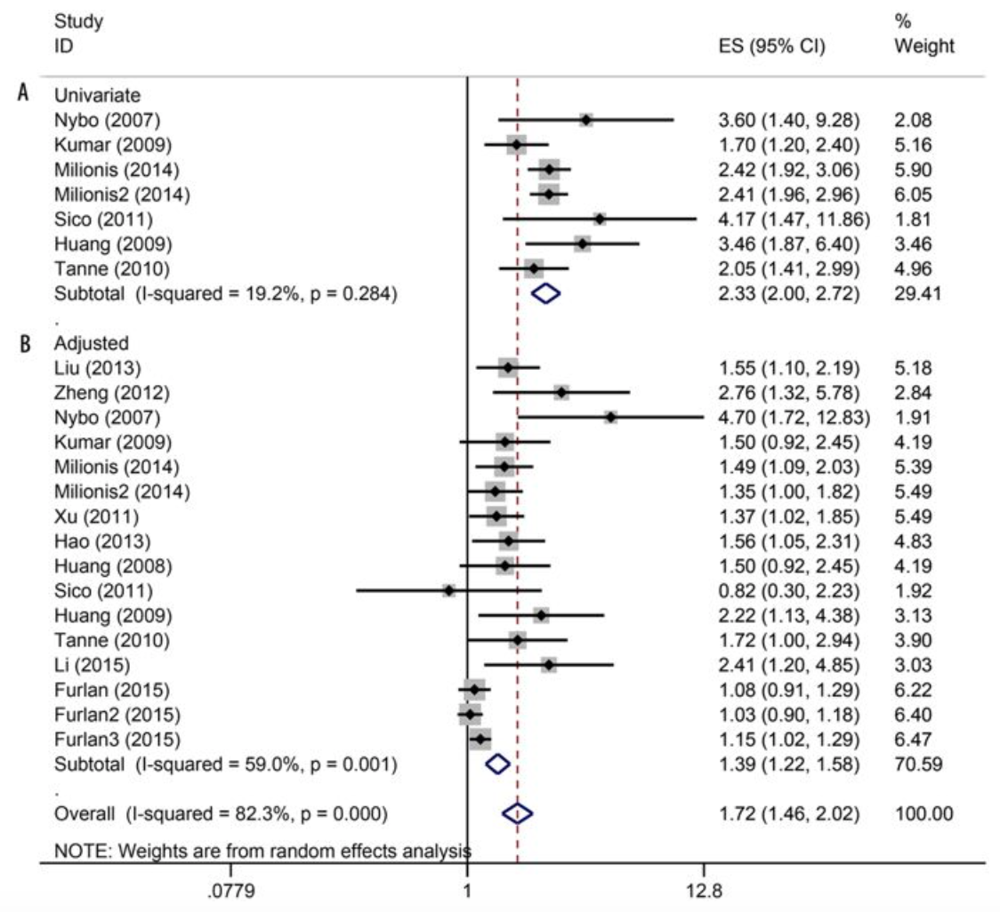 Study %
ID ES (95% CI) Weight
A Univariate
Nybo (2007) 3.60 (1.40, 9.28) 2.08
Kumar (2009) 1.70 (1.20, 2.40) 5.16
Milionis (2014) 2.42 (1.92, 3.06) 5.90
Milionis2 (2014) 2.41 (1.96, 2.96) 6.05
Sico (2011) 4.17 (1.47, 11.86) 1.81
Huang (2009) 3.46 (1.87, 6.40) 3.46
Tanne (2010) 2.05 (1.41, 2.99) 4.96
Subtotal (I-squared = 19.2%, p = 0.284) 2.33 (2.00, 2.72) 29.41
.
B Adjusted
Liu (2013) 1.55 (1.10, 2.19) 5.18
Zheng (2012) 2.76 (1.32, 5.78) 2.84
Nybo (2007) 4.70 (1.72, 12.83) 1.91
Kumar (2009) 1.50 (0.92, 2.45) 4.19
Milionis (2014) 1.49 (1.09, 2.03) 5.39
Milionis2 (2014) 1.35 (1.00, 1.82) 5.49
Xu (2011) 1.37 (1.02, 1.85) 5.49
Hao (2013) 1.56 (1.05, 2.31) 4.83
Huang (2008) 1.50 (0.92, 2.45) 4.19
Sico (2011) 0.82 (0.30, 2.23) 1.92
Huang (2009) 2.22 (1.13, 4.38) 3.13
Tanne (2010) 1.72 (1.00, 2.94) 3.90
Li (2015) 2.41 (1.20, 4.85) 3.03
Furlan (2015) 1.08 (0.91, 1.29) 6.22
Furlan2 (2015) 1.03 (0.90, 1.18) 6.40
Furlan3 (2015) 1.15 (1.02, 1.29) 6.47
Subtotal (I-squared = 59.0%, p = 0.001) 1.39 (1.22, 1.58) 70.59
.
Overall (I-squared = 82.3%, p = 0.000) 1.72 (1.46, 2.02) 100.00
NOTE: Weights are from random effects analysis
.0779 1 12.8